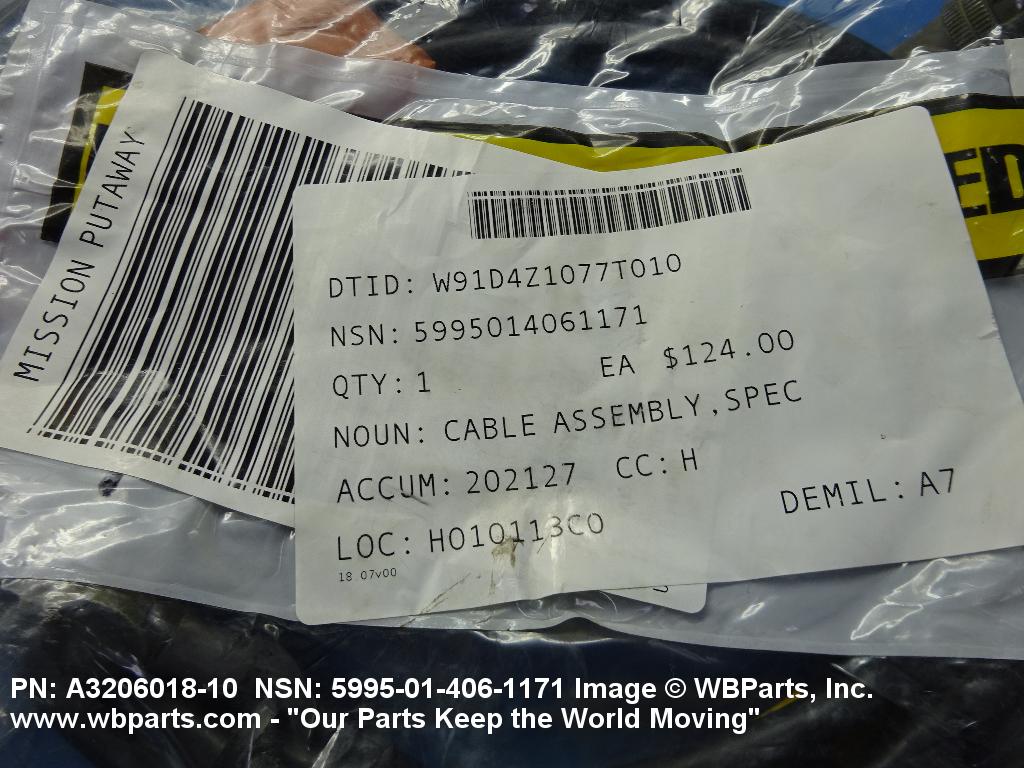 MISSION PUTAWAY
ED
DTID: W91D4Z1077T010
NSN: 5995014061171
QTY: 1 EA $124.00
NOUN: CABLE ASSEMBLY,SPEC
ACCUM: 202127 CC: H
LOC: H010113C0 DEMIL: A7
18 07v00
PN: A3206018-10 NSN: 5995-01-406-1171 Image © WBParts, Inc.
www.wbparts.com - "Our Parts Keep the World Moving"